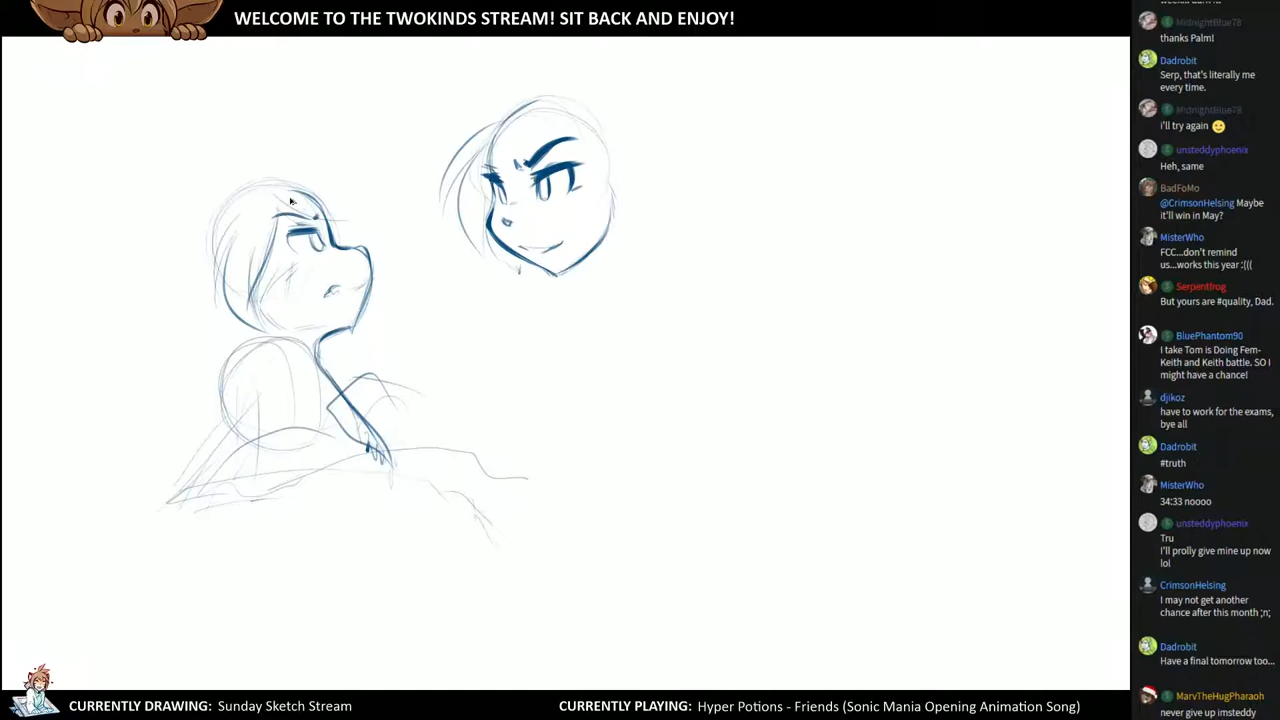 WELCOME TO THE TWOKINDS STREAM! SIT BACK AND ENJOY!
MidnightBlue78
thanks Palm!
Dadrobit
Serp, that's literally me
every time.
MidnightBlue78
i'll try again
unsteddyphoenix
Heh, same
BadFoMo
@CrimsonHelsing Maybe
it'll win in May?
MisterWho
FCC...don't remind
us...works this year :(((
Serpentfrog
But yours are #quality, Dad.
BluePhantom90
I take Tom is Doing Fem-
Keith and Keith battle. SO I
might have a chance!
djikoz
have to work for the exams,
bye all
Dadrobit
#truth
MisterWho
34:33 noooo
unsteddyphoenix
Tru
I'll prolly give mine up now
lol
CrimsonHelsing
I may not get another
chance after this month ;n;
Dadrobit
Have a final tomorrow too...
MarvTheHugPharaoh
never give up imsteddy
CURRENTLY DRAWING: Sunday Sketch Stream
CURRENTLY PLAYING: Hyper Potions - Friends (Sonic Mania Opening Animation Song)